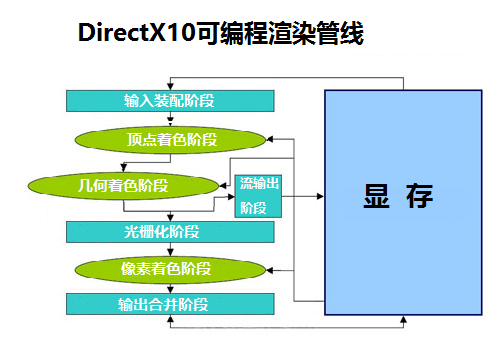 DirectX10可编程渲染管线
输入装配阶段
顶点着色阶段
几何着色阶段
流输出
阶段
显 存
光栅化阶段
像素着色阶段
输出合并阶段